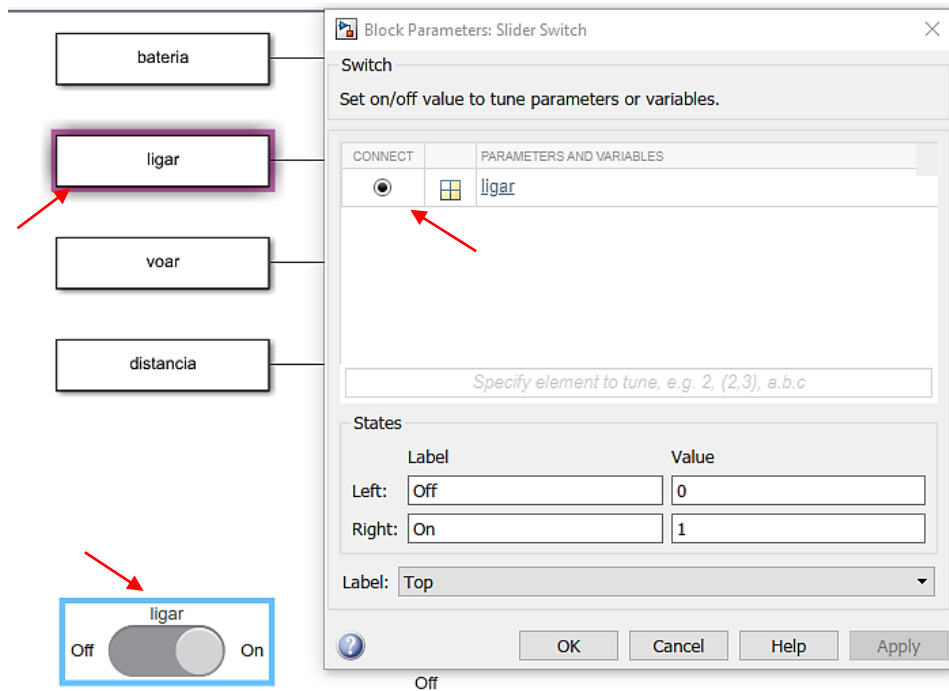 bateria
ligar
voar
distancia
ligar
Off
On
Block Parameters: Slider Switch
Switch
Set on/off value to tune parameters or variables.
CONNECT
PARAMETERS AND VARIABLES
ligar
Specify element to tune, e.g. 2, (2,3), a.b.c
States
Label
Value
Left:
Off
0
Right:
On
1
Label:
Top
OK
Cancel
Help
Apply
Off